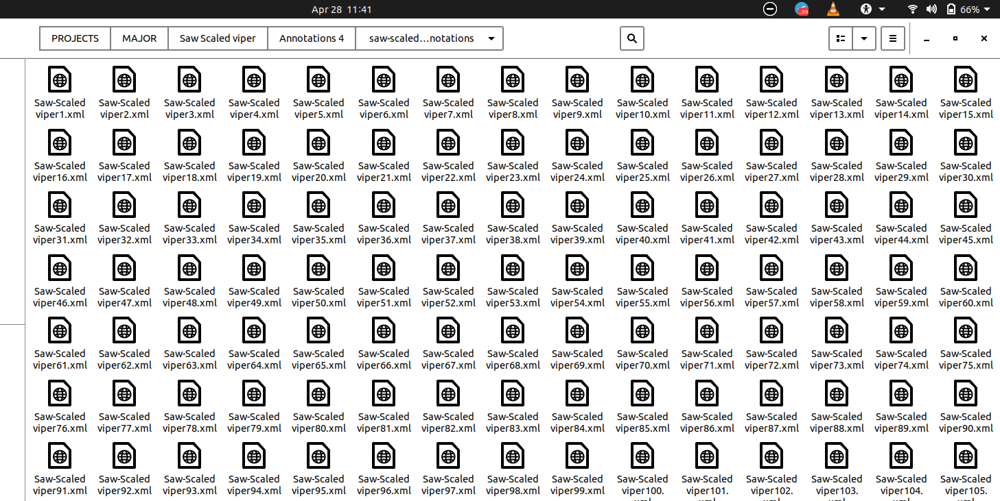 Apr 28 11:41
89
66%
PROJECTS MAJOR Saw Scaled viper Annotations 4 saw-scaled…notations
Saw-Scaled Saw-Scaled Saw-Scaled Saw-Scaled Saw-Scaled Saw-Scaled Saw-Scaled Saw-Scaled Saw-Scaled Saw-Scaled Saw-Scaled Saw-Scaled Saw-Scaled Saw-Scaled Saw-Scaled
viper1.xml viper2.xml viper3.xml viper4.xml viper5.xml viper6.xml viper7.xml viper8.xml viper9.xml viper10.xml viper11.xml viper12.xml viper13.xml viper14.xml viper15.xml
Saw-Scaled Saw-Scaled Saw-Scaled Saw-Scaled Saw-Scaled Saw-Scaled Saw-Scaled Saw-Scaled Saw-Scaled Saw-Scaled Saw-Scaled Saw-Scaled Saw-Scaled Saw-Scaled Saw-Scaled
viper16.xml viper17.xml viper18.xml viper19.xml viper20.xml viper21.xml viper22.xml viper23.xml viper24.xml viper25.xml viper26.xml viper27.xml viper28.xml viper29.xml viper30.xml
Saw-Scaled Saw-Scaled Saw-Scaled Saw-Scaled Saw-Scaled Saw-Scaled Saw-Scaled Saw-Scaled Saw-Scaled Saw-Scaled Saw-Scaled Saw-Scaled Saw-Scaled Saw-Scaled Saw-Scaled
viper31.xml viper32.xml viper33.xml viper34.xml viper35.xml viper36.xml viper37.xml viper38.xml viper39.xml viper40.xml viper41.xml viper42.xml viper43.xml viper44.xml viper45.xml
Saw-Scaled Saw-Scaled Saw-Scaled Saw-Scaled Saw-Scaled Saw-Scaled Saw-Scaled Saw-Scaled Saw-Scaled Saw-Scaled Saw-Scaled Saw-Scaled Saw-Scaled Saw-Scaled Saw-Scaled
viper46.xml viper47.xml viper48.xml viper49.xml viper50.xml viper51.xml viper52.xml viper53.xml viper54.xml viper55.xml viper56.xml viper57.xml viper58.xml viper59.xml viper60.xml
Saw-Scaled Saw-Scaled Saw-Scaled Saw-Scaled Saw-Scaled Saw-Scaled Saw-Scaled Saw-Scaled Saw-Scaled Saw-Scaled Saw-Scaled Saw-Scaled Saw-Scaled Saw-Scaled Saw-Scaled
viper61.xml viper62.xml viper63.xml viper64.xml viper65.xml viper66.xml viper67.xml viper68.xml viper69.xml viper70.xml viper71.xml viper72.xml viper73.xml viper74.xml viper75.xml
Saw-Scaled Saw-Scaled Saw-Scaled Saw-Scaled Saw-Scaled Saw-Scaled Saw-Scaled Saw-Scaled Saw-Scaled Saw-Scaled Saw-Scaled Saw-Scaled Saw-Scaled Saw-Scaled Saw-Scaled
viper76.xml viper77.xml viper78.xml viper79.xml viper80.xml viper81.xml viper82.xml viper83.xml viper84.xml viper85.xml viper86.xml viper87.xml viper88.xml viper89.xml viper90.xml
Saw-Scaled Saw-Scaled Saw-Scaled Saw-Scaled Saw-Scaled Saw-Scaled Saw-Scaled Saw-Scaled Saw-Scaled Saw-Scaled Saw-Scaled Saw-Scaled Saw-Scaled Saw-Scaled Saw-Scaled
viper91.xml viper92.xml viper93.xml viper94.xml viper95.xml viper96.xml viper97.xml viper98.xml viper99.xml viper100. viper101. viper102. viper103. viper104. viper105.